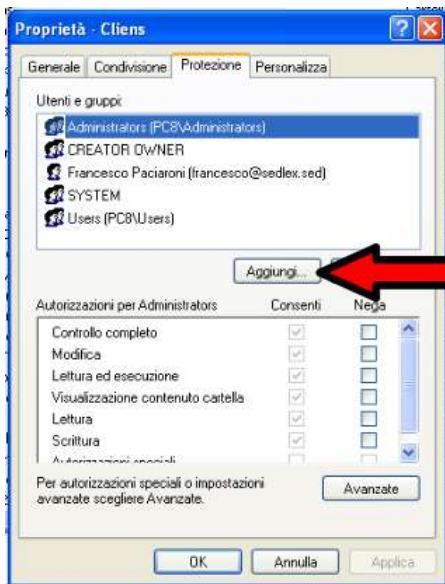 Proprietà - Cliens
Generale Condivisione Protezione Personalizza
Utenti e gruppi:
Administrators (PC8\Administrators)
CREATOR OWNER
Francesco Paciaroni (francesco@sedlex.sed)
SYSTEM
Users (PC8\Users)
Aggiungi...
Autorizzazioni per Administrators Consenti Nega
Controllo completo
Modifica
Lettura ed esecuzione
Visualizzazione contenuto cartella
Lettura
Scrittura
Autorizzazioni speciali
Per autorizzazioni speciali o impostazioni
avanzate scegliere Avanzate.
Avanzate
OK Annulla Applica